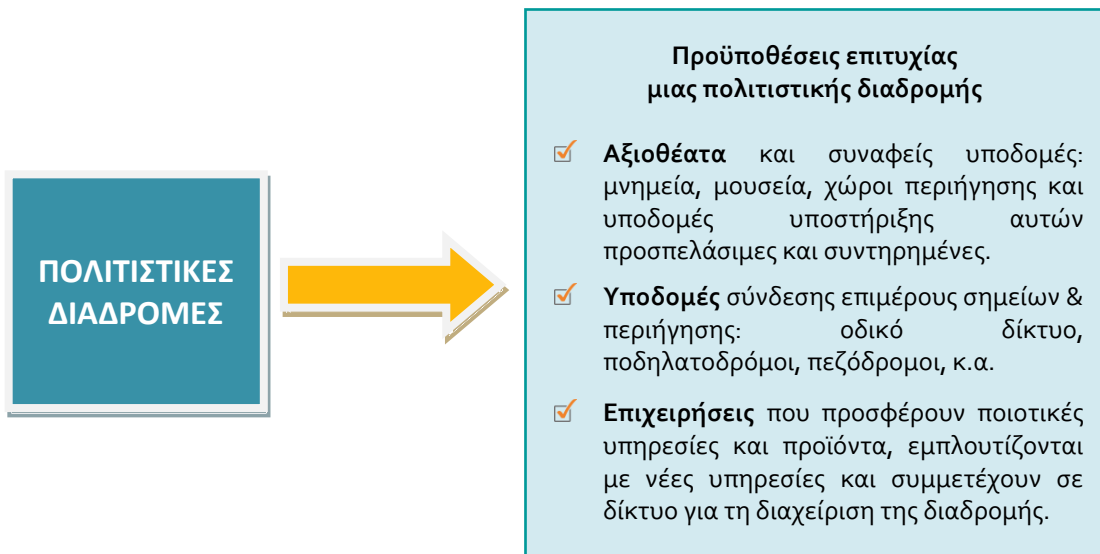 ΠΟΛΙΤΙΣΤΙΚΕΣ
ΔΙΑΔΡΟΜΕΣ
Προϋποθέσεις επιτυχίας
μιας πολιτιστικής διαδρομής
Αξιοθέατα και συναφείς υποδομές:
μνημεία, μουσεία, χώροι περιήγησης και
υποδομές υποστήριξης αυτών
προσπελάσιμες και συντηρημένες.
Υποδομές σύνδεσης επιμέρους σημείων &
περιήγησης: οδικό δίκτυο,
ποδηλατοδρόμοι, πεζόδρομοι, κ.α.
Επιχειρήσεις που προσφέρουν ποιοτικές
υπηρεσίες και προϊόντα, εμπλουτίζονται
με νέες υπηρεσίες και συμμετέχουν σε
δίκτυο για τη διαχείριση της διαδρομής.